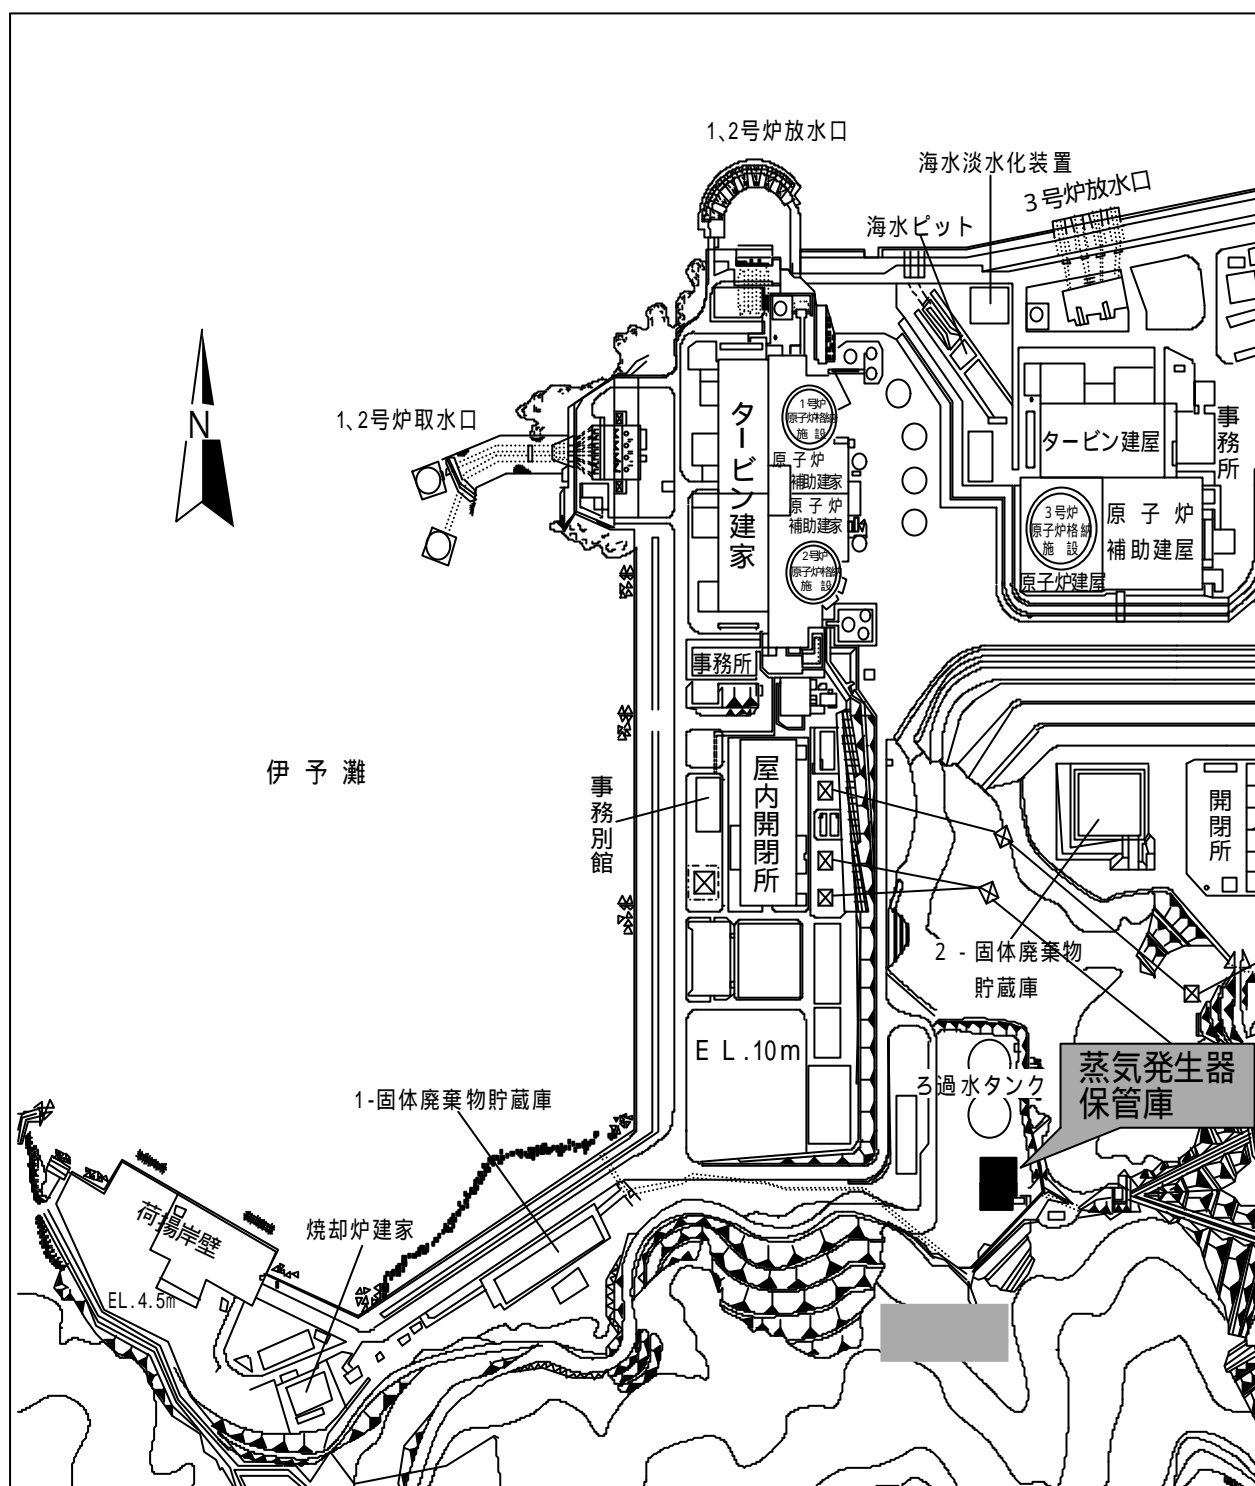 1、2号炉放水口
海水淡水化装置
3号炉放水口
海水ピット
N
1、2号炉取水口
タービン建家
1号炉
原子炉格納
施設
原子炉
補助建家
原子炉
補助建家
2号炉
原子炉格納
施設
タービン建屋
事務所
3号炉
原子炉格納
施設
原子炉
補助建屋
原子炉建屋
事務所
伊予灘
事務別館
屋内開閉所
開閉所
2-固体廃棄物
貯蔵庫
EL.10m
ろ過水タンク
蒸気発生器
保管庫
1-固体廃棄物貯蔵庫
荷揚岸壁
焼却炉建家
EL.4.5m